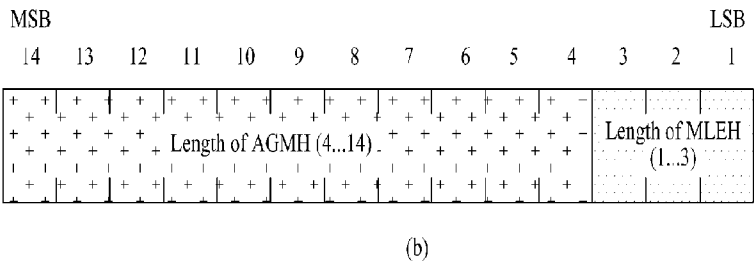 MSB LSB
14 13 12 11 10 9 8 7 6 5 4 3 2 1
Length of AGMH (4...14)
Length of MLEH
(1...3)
(b)